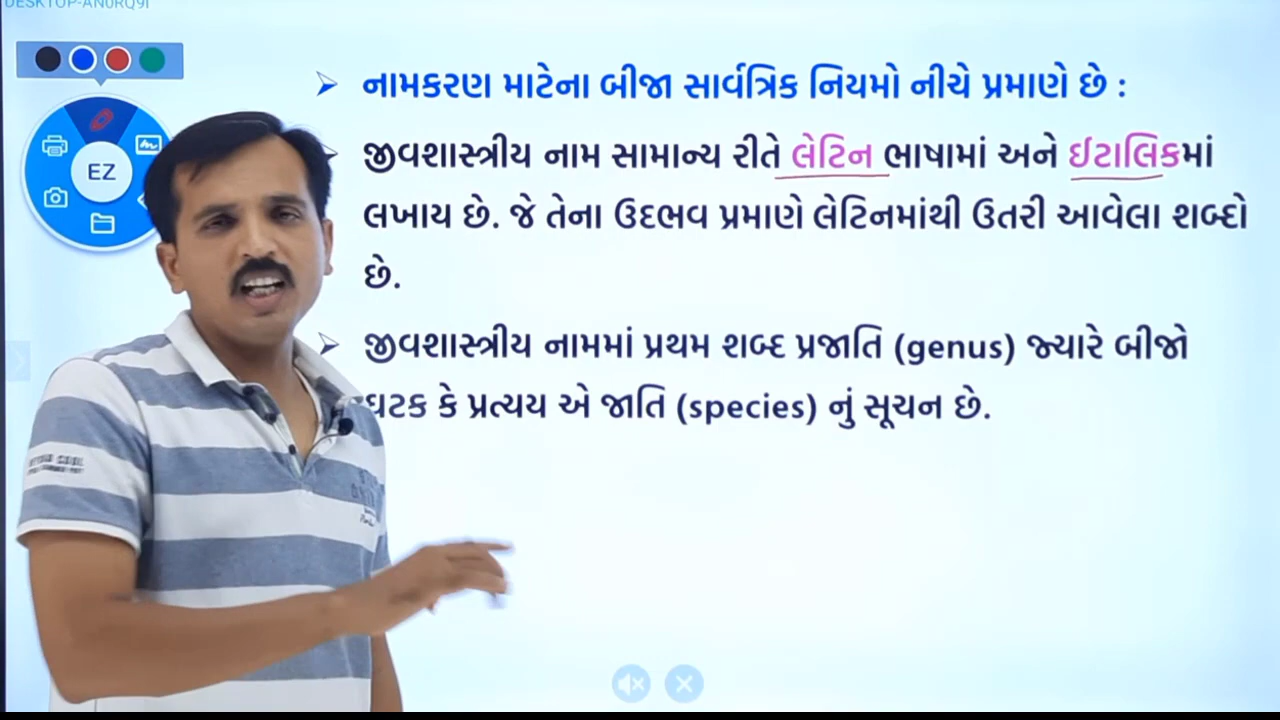 DESKTOP-AN0RQ9I
EZ
➢ નામકરણ માટેના બીજા સાર્વત્રિક નિયમો નીચે પ્રમાણે છે :
➢ જીવશાસ્ત્રીય નામ સામાન્ય રીતે લેટિન ભાષામાં અને ઈટાલિકમાં
લખાય છે. જે તેના ઉદભવ પ્રમાણે લેટિનમાંથી ઉતરી આવેલા શબ્દો
છે.
➢ જીવશાસ્ત્રીય નામમાં પ્રથમ શબ્દ પ્રજાતિ (genus) જ્યારે બીજો
ઘટક કે પ્રત્યય એ જાતિ (species) નું સૂચન છે.